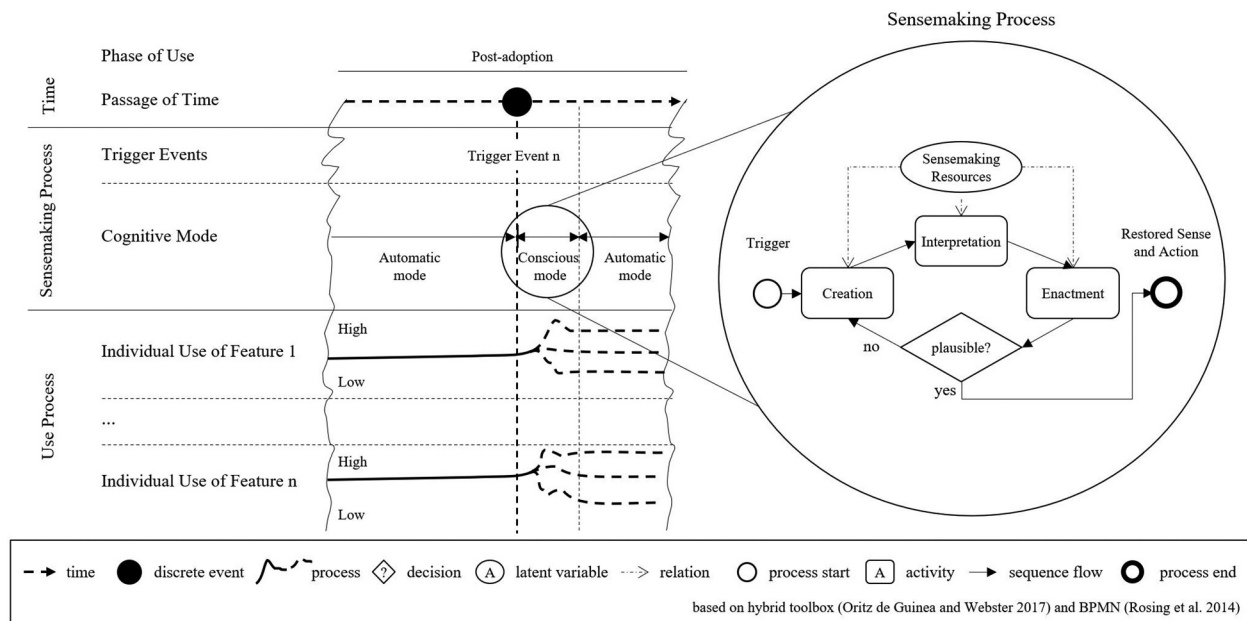 Sensemaking Process
Phase of Use
Post-adoption
Time
Passage of Time
Sensemaking Process
Trigger Events
Trigger Event n
Cognitive Mode
Automatic
mode
Conscious
mode
Automatic
mode
Use Process
High
Individual Use of Feature 1
Low
...
High
Individual Use of Feature n
Low
Sensemaking
Resources
Trigger
Interpretation
Restored Sense
and Action
Creation
Enactment
no
plausible?
yes
time
discrete event
process
?
decision
A
latent variable
relation
process start
A
activity
sequence flow
process end
based on hybrid toolbox (Oritz de Guinea and Webster 2017) and BPMN (Rosing et al. 2014)